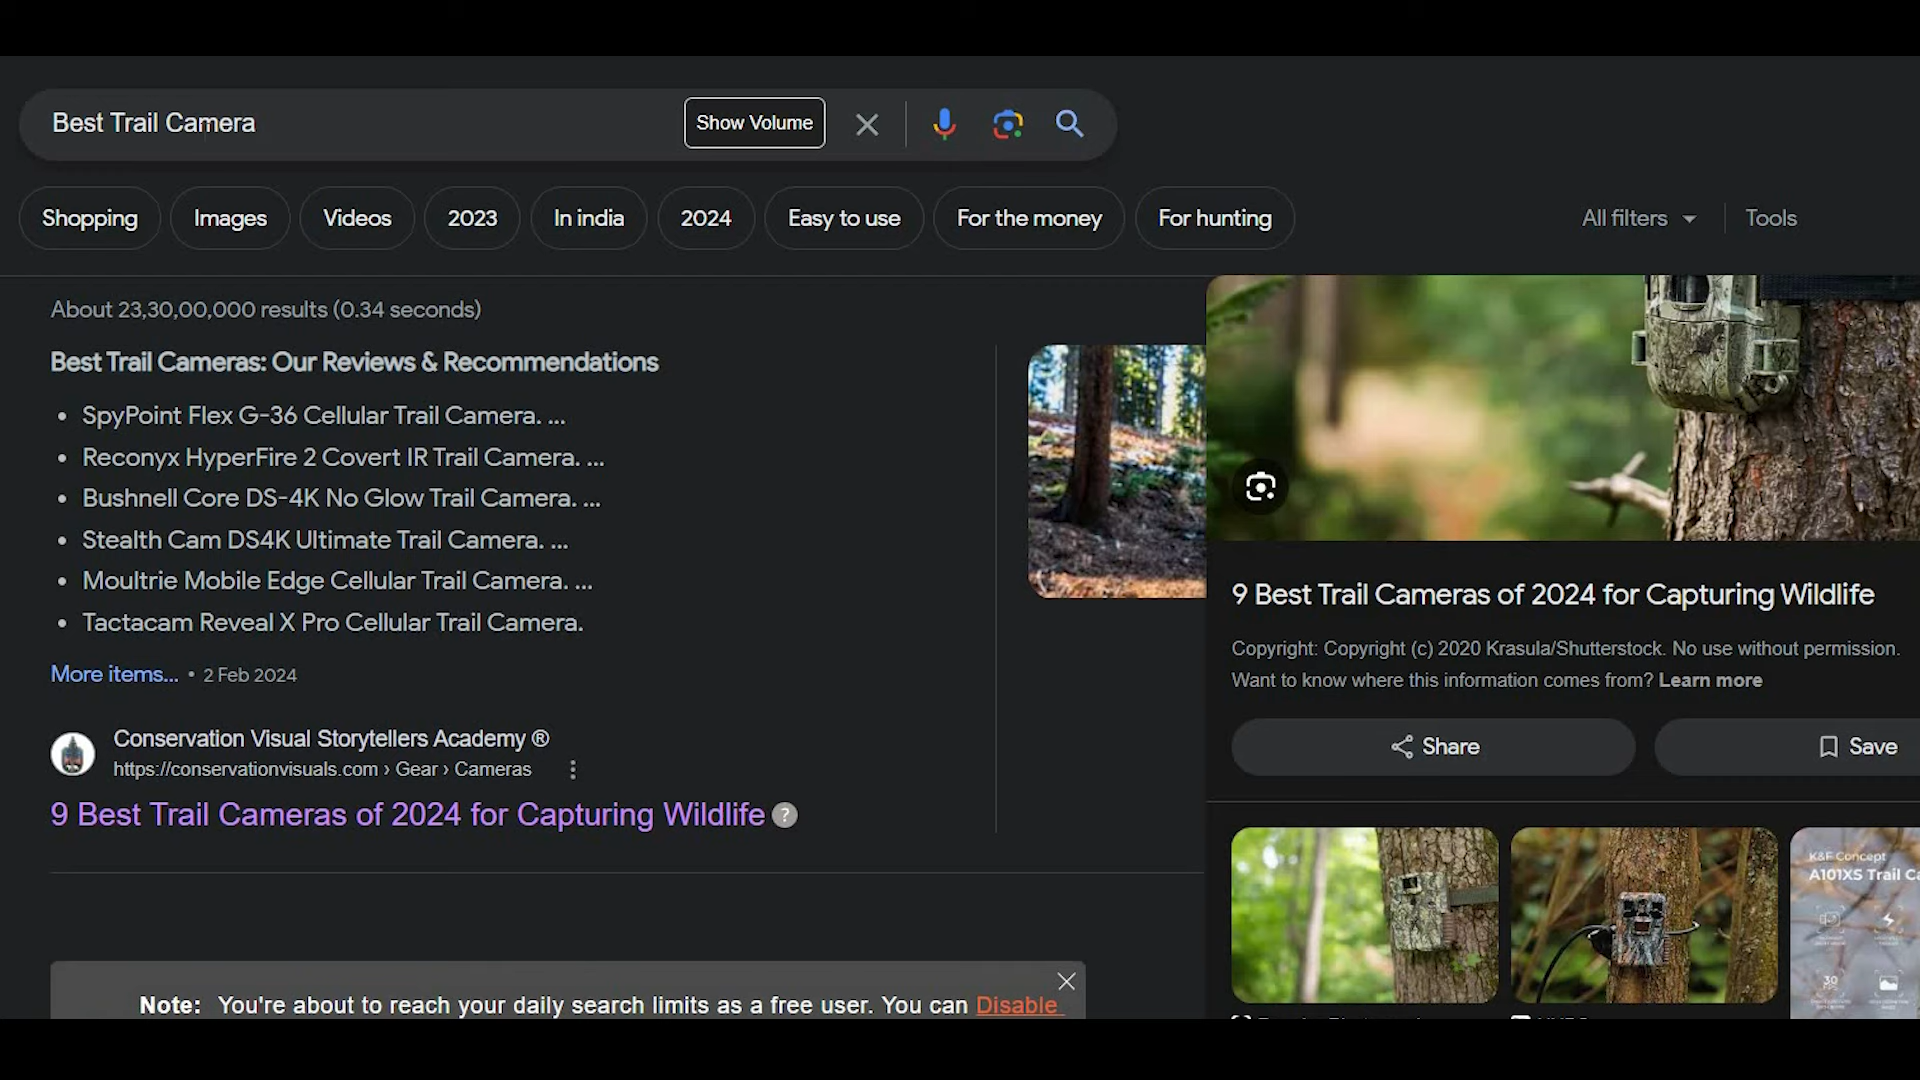 Best Trail Camera
Show Volume
Shopping
Images
Videos
2023
In india
2024
Easy to use
For the money
For hunting
All filters
Tools
About 23,30,00,000 results (0.34 seconds)
Best Trail Cameras: Our Reviews & Recommendations
• SpyPoint Flex G-36 Cellular Trail Camera. ...
• Reconyx HyperFire 2 Covert IR Trail Camera. ...
• Bushnell Core DS-4K No Glow Trail Camera. ...
• Stealth Cam DS4K Ultimate Trail Camera. ...
• Moultrie Mobile Edge Cellular Trail Camera. ...
• Tactacam Reveal X Pro Cellular Trail Camera.
More items... • 2 Feb 2024
Conservation Visual Storytellers Academy ®
https://conservationvisuals.com › Gear › Cameras
9 Best Trail Cameras of 2024 for Capturing Wildlife
Note: You're about to reach your daily search limits as a free user. You can Disable
9 Best Trail Cameras of 2024 for Capturing Wildlife
Copyright: Copyright (c) 2020 Krasula/Shutterstock. No use without permission.
Want to know where this information comes from? Learn more
Share
Save
K&F Concept
A101XS Trail Ca
30